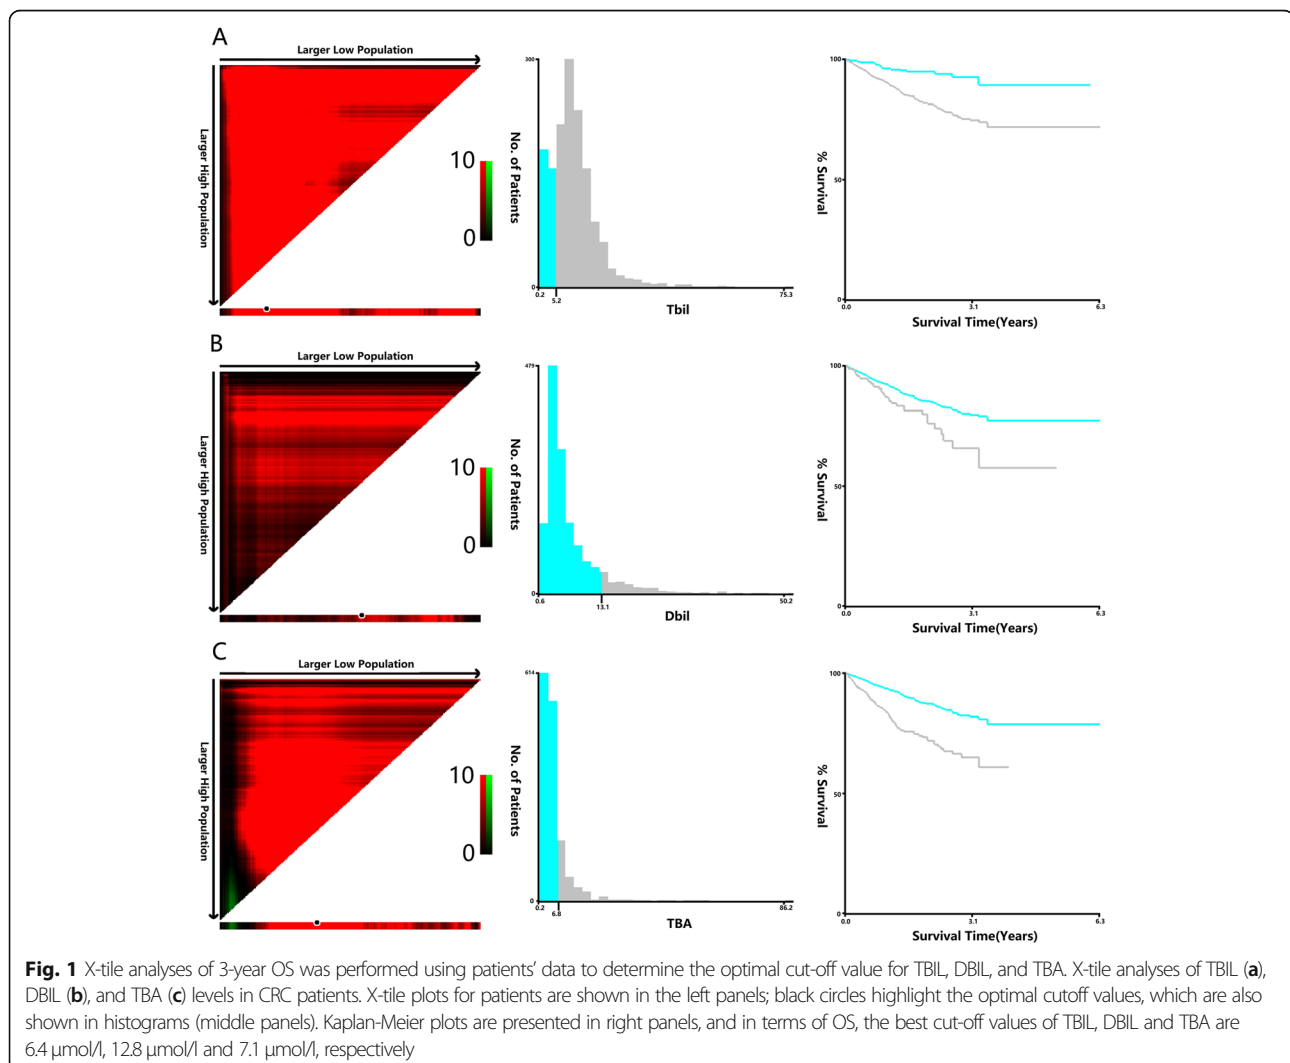 A
Larger Low Population
Larger High Population
10
0
No. of Patients
300
0
0.2
5.2
75.3
Tbil
% Survival
100
50
0
0.0
3.1
6.3
Survival Time(Years)
B
Larger Low Population
Larger High Population
10
0
No. of Patients
479
0
0.6
13.1
50.2
Dbil
% Survival
100
50
0
0.0
3.1
6.3
Survival Time(Years)
C
Larger Low Population
Larger High Population
10
0
No. of Patients
614
0
0.2
6.8
86.2
TBA
% Survival
100
50
0
0.0
3.1
6.3
Survival Time(Years)
Fig. 1 X-tile analyses of 3-year OS was performed using patients' data to determine the optimal cut-off value for TBIL, DBIL, and TBA. X-tile analyses of TBIL (a),
DBIL (b), and TBA (c) levels in CRC patients. X-tile plots for patients are shown in the left panels; black circles highlight the optimal cutoff values, which are also
shown in histograms (middle panels). Kaplan-Meier plots are presented in right panels, and in terms of OS, the best cut-off values of TBIL, DBIL and TBA are
6.4 μmol/l, 12.8 μmol/l and 7.1 μmol/l, respectively